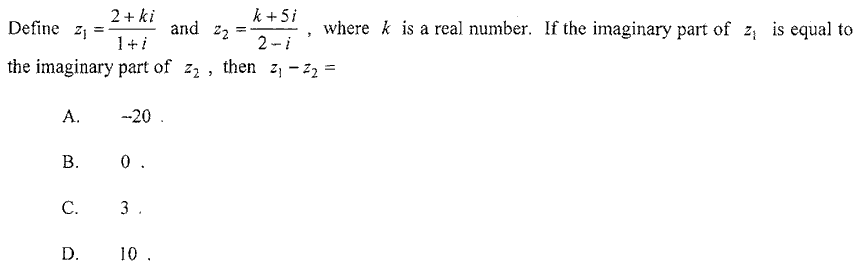 Define z₁ = (2 + ki)/(1 + i) and z₂ = (k + 5i)/(2 − i) , where k is a real number. If the imaginary part of z₁ is equal to
the imaginary part of z₂ , then z₁ − z₂ =
A. −20 .
B. 0 .
C. 3 .
D. 10 .